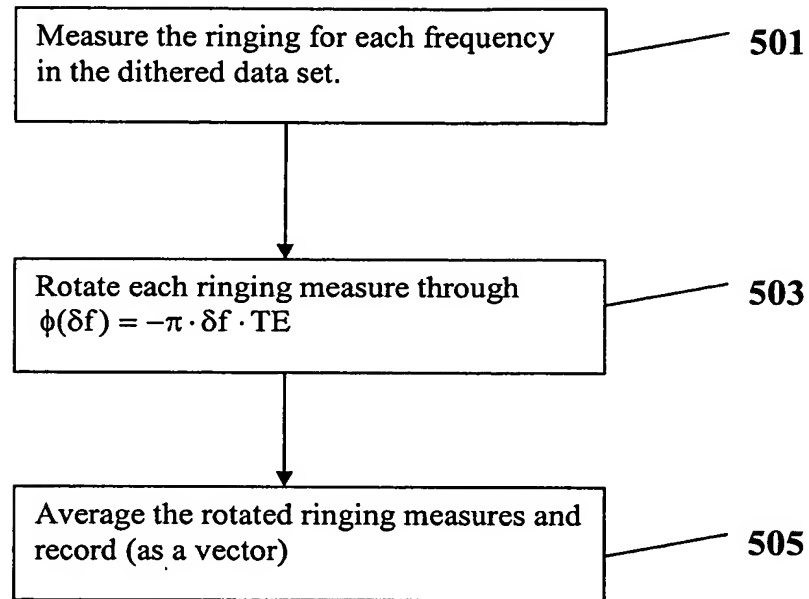 Measure the ringing for each frequency
in the dithered data set.
501
Rotate each ringing measure through
ϕ(δf) = −π · δf · TE
503
Average the rotated ringing measures and
record (as a vector)
505